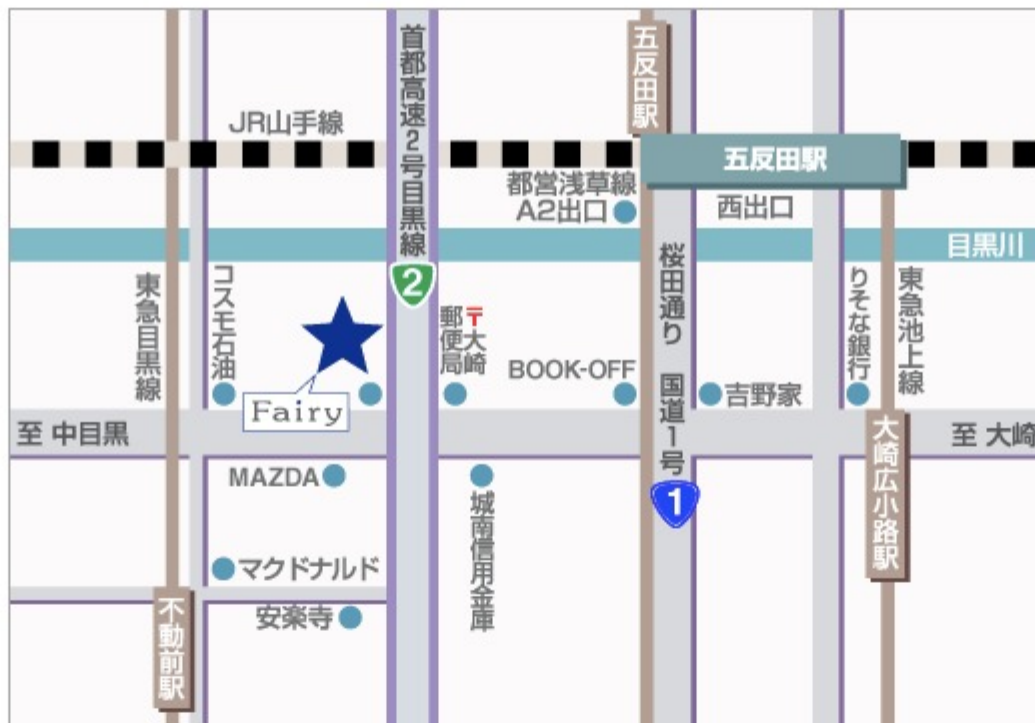 首都高速2号目黒線
五反田駅
JR山手線
五反田駅
都営浅草線
A2出口
西出口
目黒川
2
東急目黒線
コスモ石油
〒大崎
郵便局
桜田通り 国道1号
りそな銀行
東急池上線
BOOK-OFF
吉野家
Fairy
至 中目黒
至 大崎
大崎広小路駅
MAZDA
1
城南信用金庫
マクドナルド
安楽寺
不動前駅